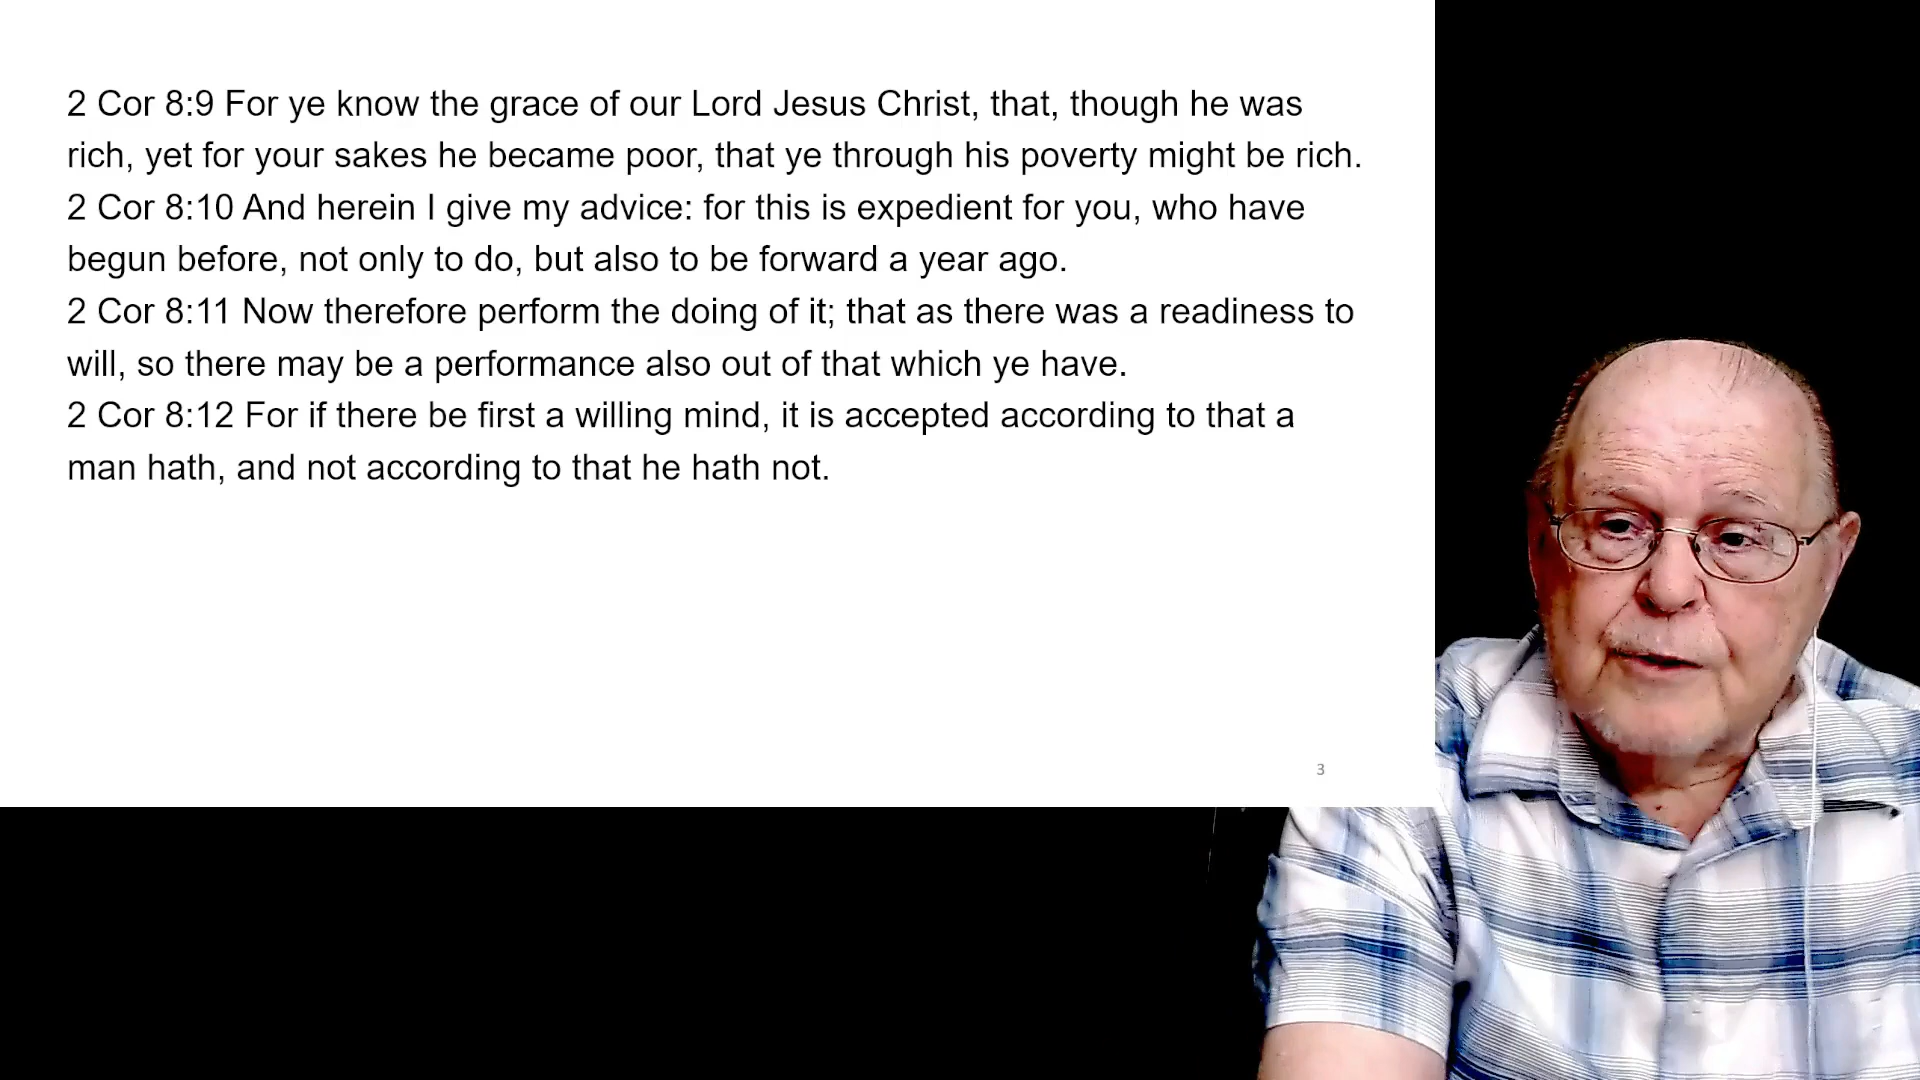 2 Cor 8:9 For ye know the grace of our Lord Jesus Christ, that, though he was
rich, yet for your sakes he became poor, that ye through his poverty might be rich.
2 Cor 8:10 And herein I give my advice: for this is expedient for you, who have
begun before, not only to do, but also to be forward a year ago.
2 Cor 8:11 Now therefore perform the doing of it; that as there was a readiness to
will, so there may be a performance also out of that which ye have.
2 Cor 8:12 For if there be first a willing mind, it is accepted according to that a
man hath, and not according to that he hath not.
3